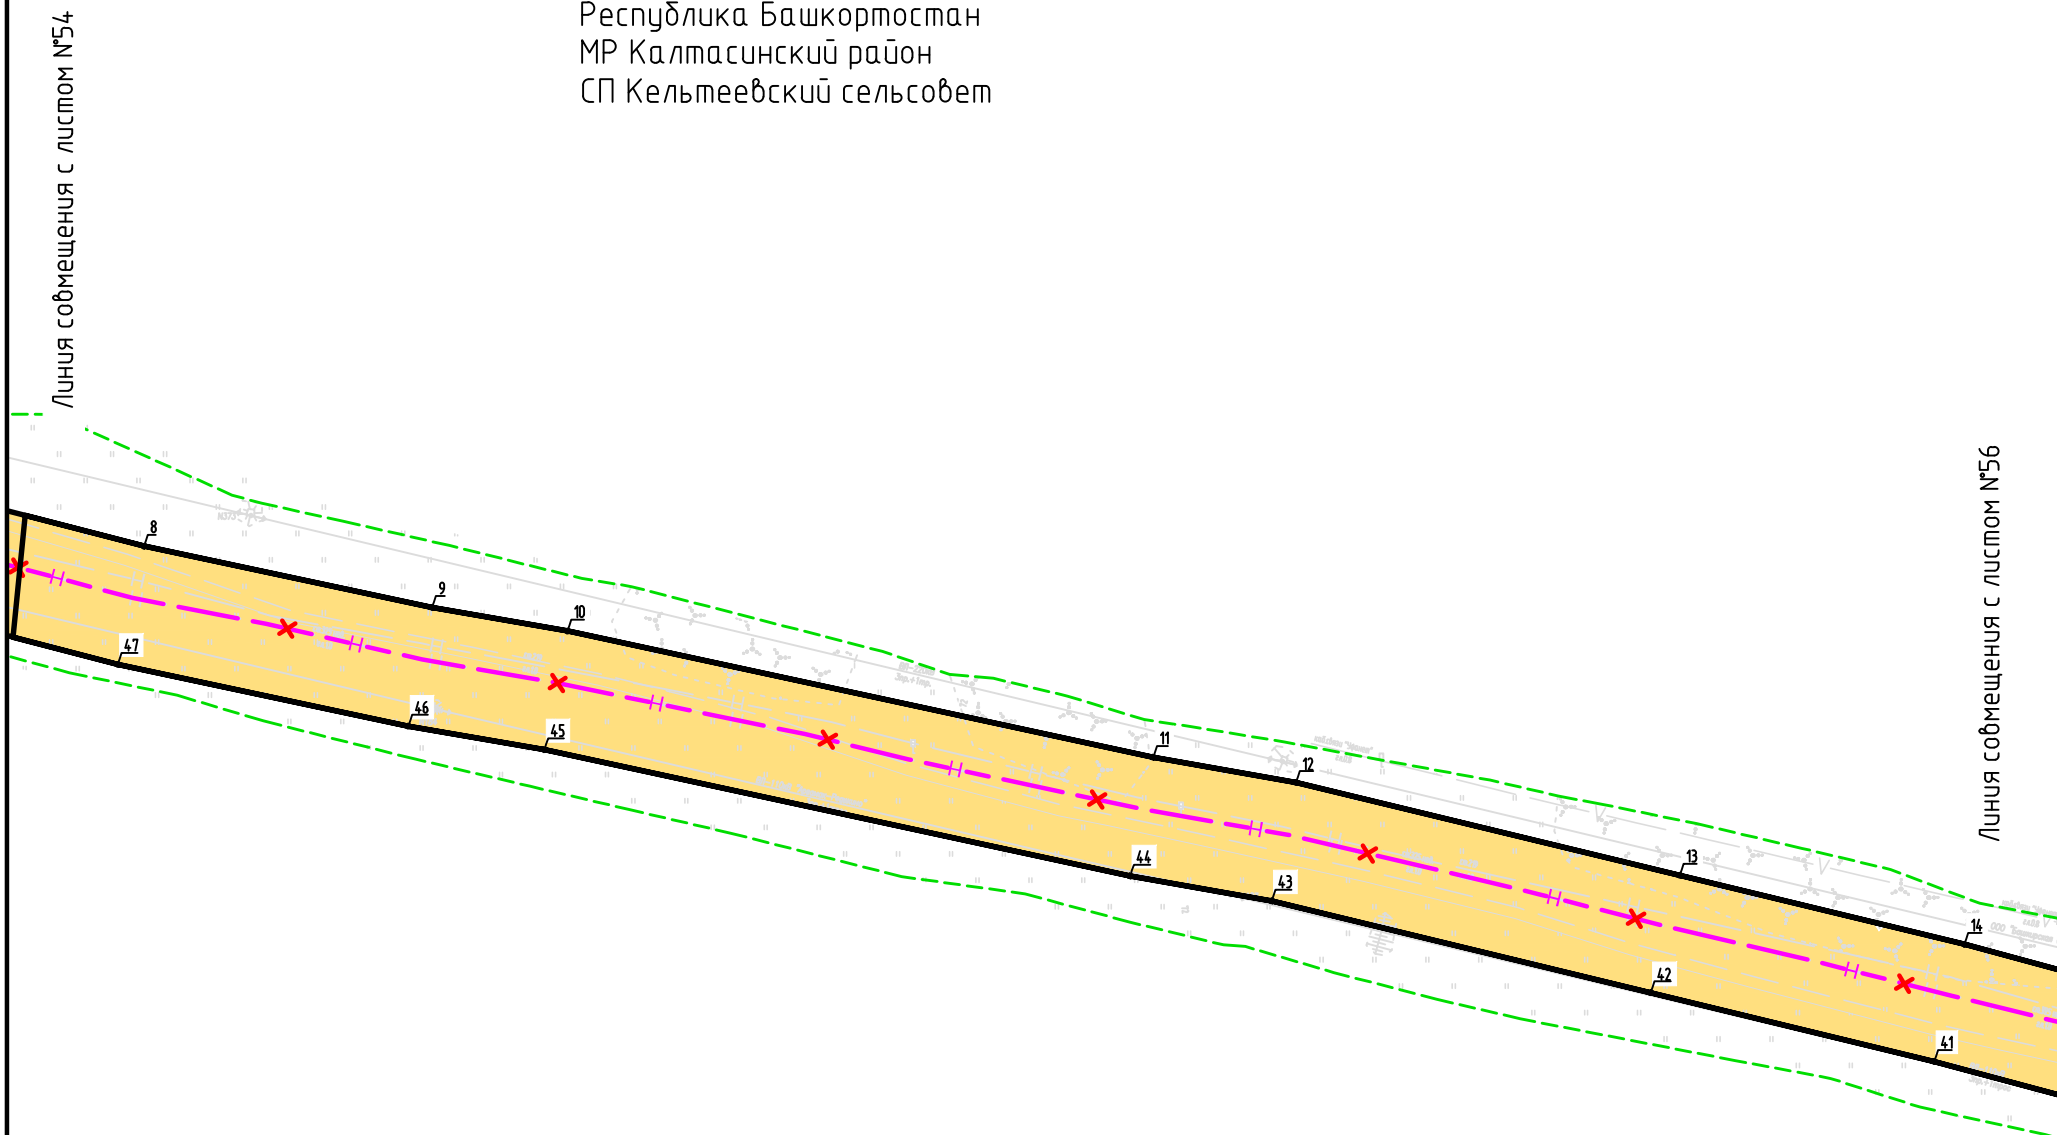 Республика Башкортостан
МР Калтасинский район
СП Кельтеевский сельсовет
Линия совмещения с листом №54
Линия совмещения с листом №56
8
9
10
11
12
13
14
47
46
45
44
43
42
41